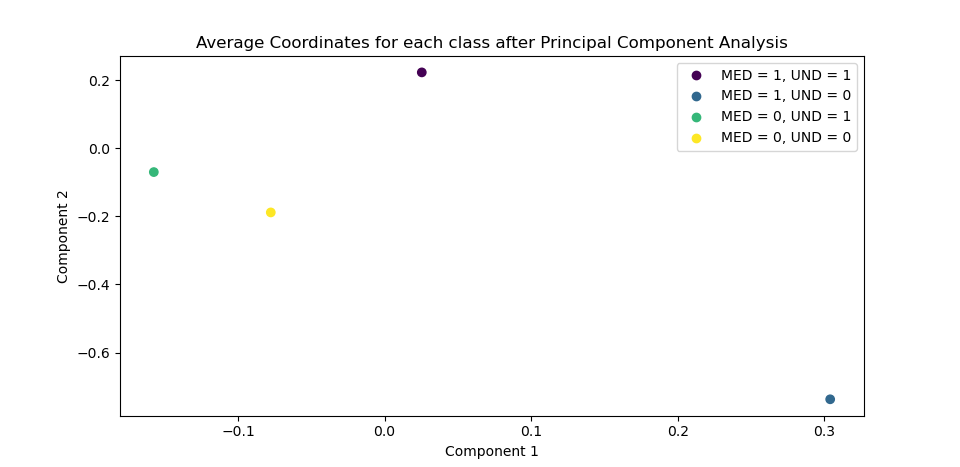 Average Coordinates for each class after Principal Component Analysis
MED = 1, UND = 1
MED = 1, UND = 0
MED = 0, UND = 1
MED = 0, UND = 0
0.2
0.0
−0.2
−0.4
−0.6
Component 2
−0.1
0.0
0.1
0.2
0.3
Component 1